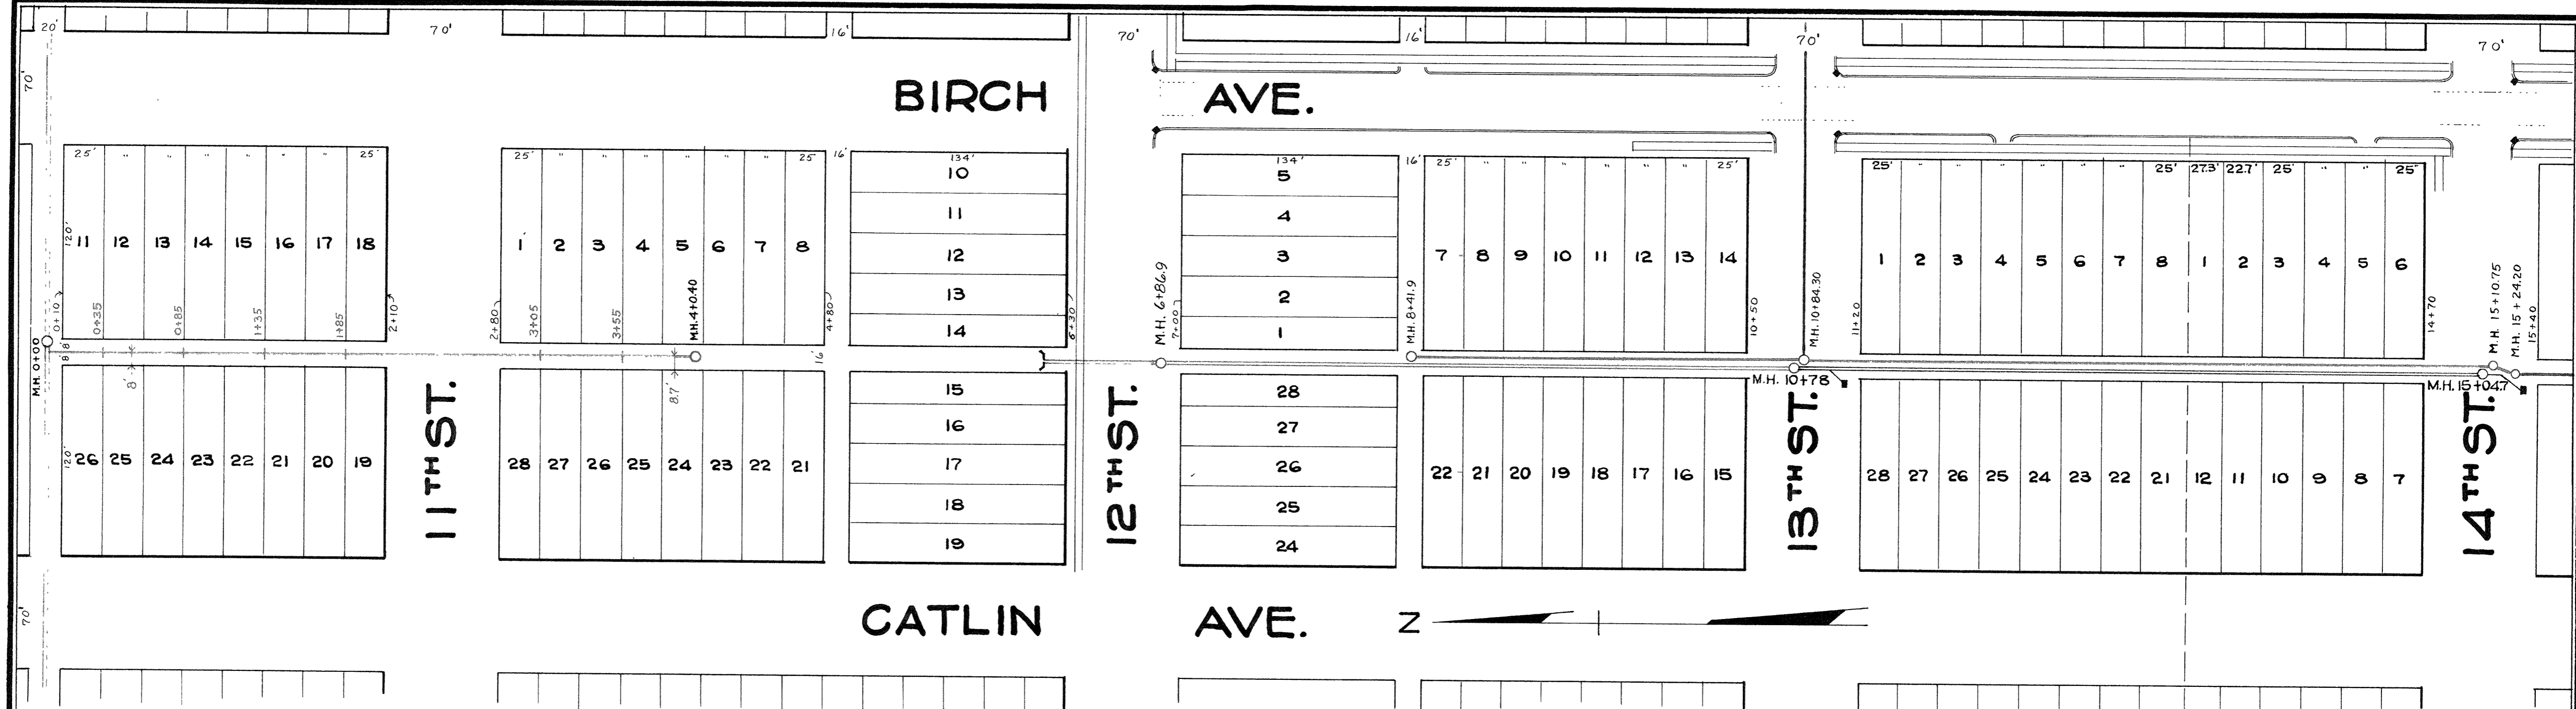 20' 70' 16' 70' 16' 70' 70'
70'
BIRCH AVE.
25' " " " " " " 25'
25' " " " " " " 25 16'
134'
134'
16' 25' " " " " " " 25'
25' " " " " " " 25' 27.3' 22.7' 25' " " 25'
120' 11 12 13 14 15 16 17 18
1 2 3 4 5 6 7 8
10
11
12
13
14
5
4
3
2
1
7 8 9 10 11 12 13 14
1 2 3 4 5 6 7 8 1 2 3 4 5 6
M.H. 0+00 0+10 0+35 0+85 1+35 1+85 2+10
2+80 3+05 3+55 M.H. 4+0.40 4+80
6+30 M.H. 6+86.9 7+00
M.H. 8+41.9 10+50 M.H. 10+84.30 11+20
14+70 M.H. 15+10.75 M.H. 15+24.20 15+40
8' 8' 8' 8.7' 16'
M.H. 10+78
M.H. 15+04.7
120' 26 25 24 23 22 21 20 19
28 27 26 25 24 23 22 21
15
16
17
18
19
28
27
26
25
24
22 21 20 19 18 17 16 15
28 27 26 25 24 23 22 21 12 11 10 9 8 7
11TH ST.
12TH ST.
13TH ST.
14TH ST.
70'
CATLIN AVE. N